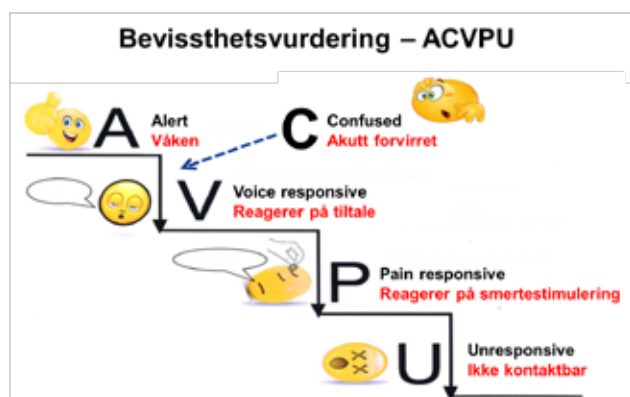 Bevissthetsvurdering – ACVPU
A Alert
Våken
C Confused
Akutt forvirret
V Voice responsive
Reagerer på tiltale
P Pain responsive
Reagerer på smertestimulering
U Unresponsive
Ikke kontaktbar